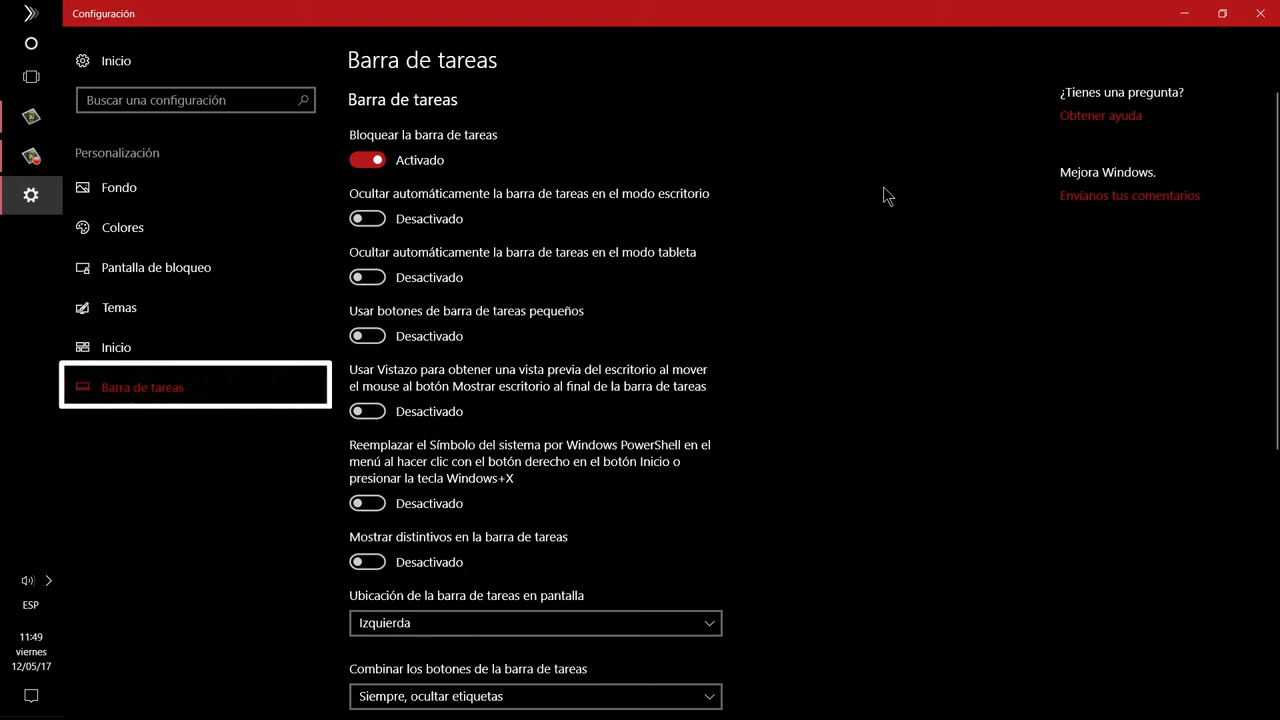 Configuración
Inicio
Buscar una configuración
Personalización
Fondo
Colores
Pantalla de bloqueo
Temas
Inicio
Barra de tareas
Barra de tareas
Barra de tareas
Bloquear la barra de tareas
Activado
Ocultar automáticamente la barra de tareas en el modo escritorio
Desactivado
Ocultar automáticamente la barra de tareas en el modo tableta
Desactivado
Usar botones de barra de tareas pequeños
Desactivado
Usar Vistazo para obtener una vista previa del escritorio al mover
el mouse al botón Mostrar escritorio al final de la barra de tareas
Desactivado
Reemplazar el Símbolo del sistema por Windows PowerShell en el
menú al hacer clic con el botón derecho en el botón Inicio o
presionar la tecla Windows+X
Desactivado
Mostrar distintivos en la barra de tareas
Desactivado
Ubicación de la barra de tareas en pantalla
Izquierda
Combinar los botones de la barra de tareas
Siempre, ocultar etiquetas
¿Tienes una pregunta?
Obtener ayuda
Mejora Windows.
Envíanos tus comentarios
ESP
11:49
viernes
12/05/17